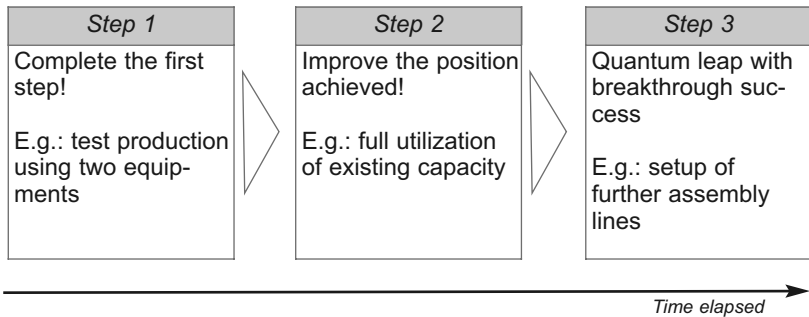 Step 1
Complete the first
step!
E.g.: test production
using two equip-
ments
Step 2
Improve the position
achieved!
E.g.: full utilization
of existing capacity
Step 3
Quantum leap with
breakthrough suc-
cess
E.g.: setup of
further assembly
lines
Time elapsed